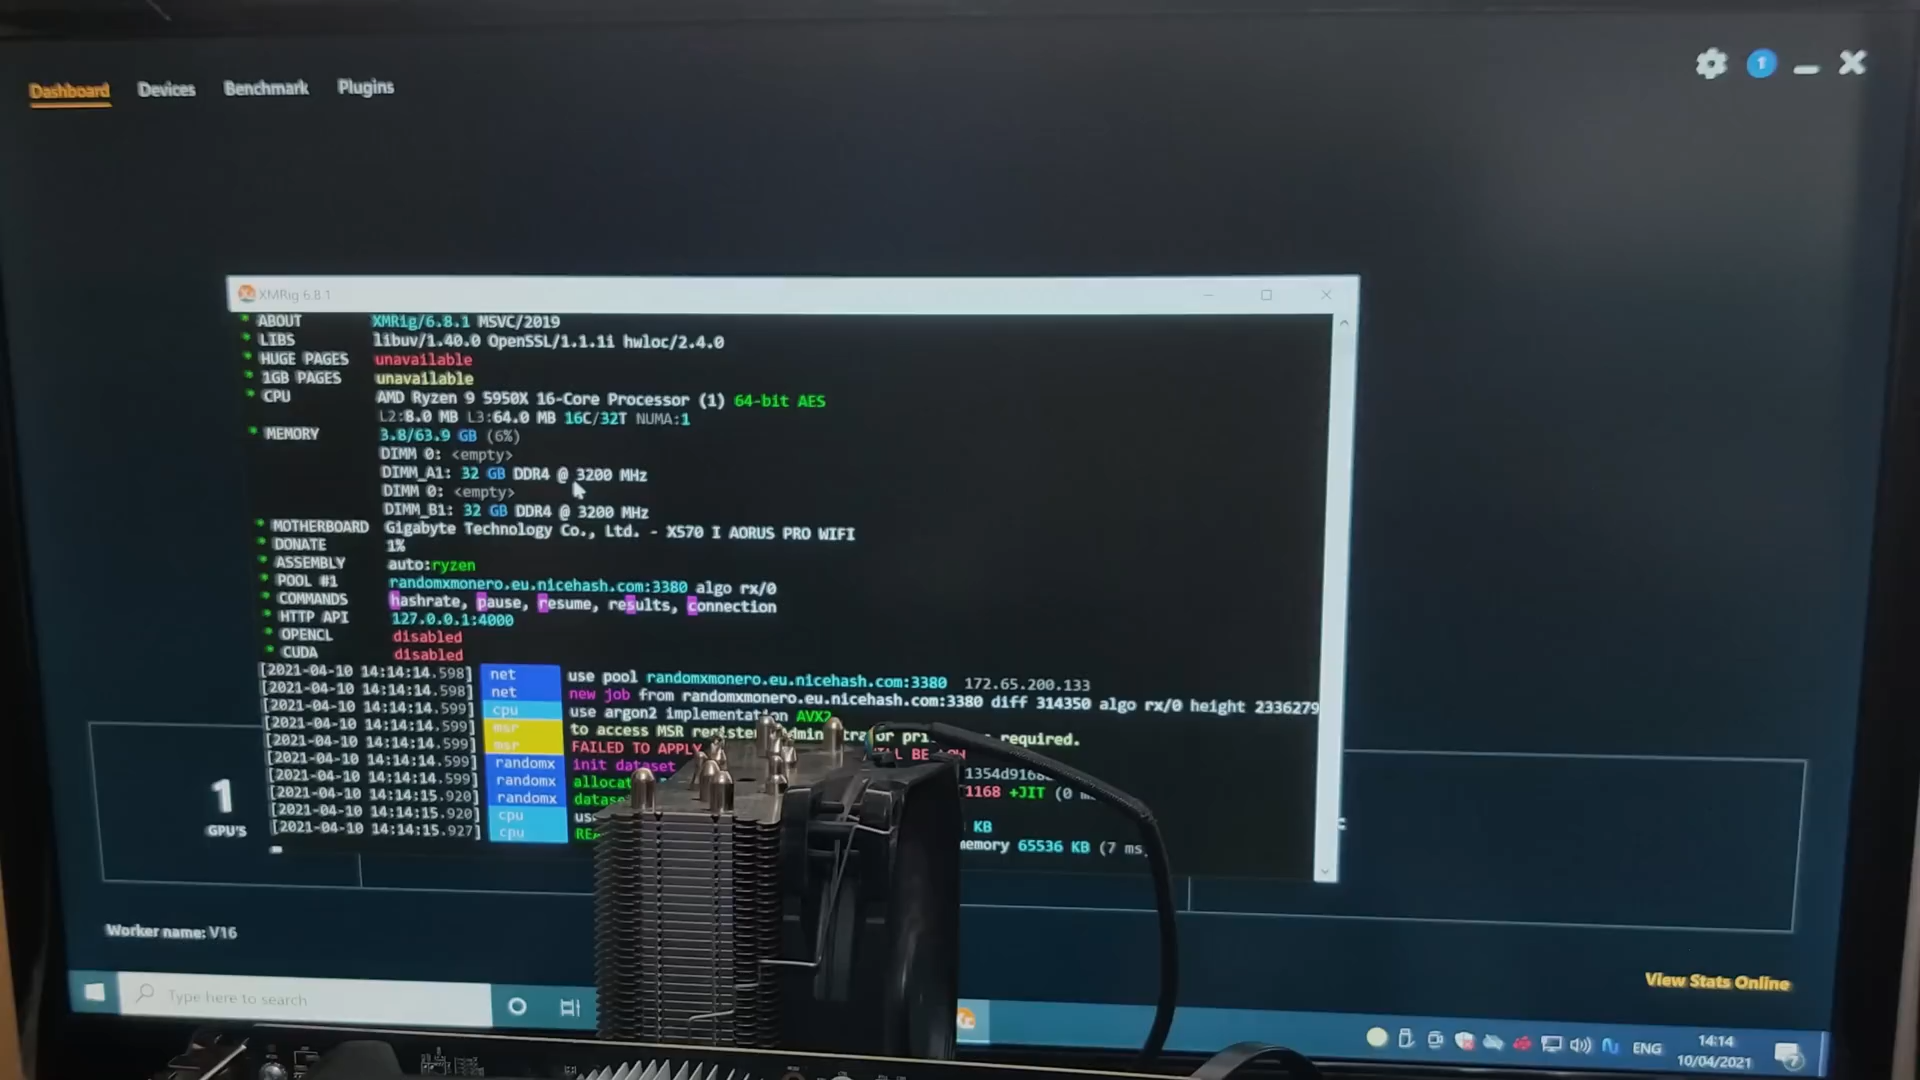 Dashboard Devices Benchmark Plugins
1
XMRig 6.8.1
* ABOUT XMRig/6.8.1 MSVC/2019
* LIBS libuv/1.40.0 OpenSSL/1.1.1i hwloc/2.4.0
* HUGE PAGES unavailable
* 1GB PAGES unavailable
* CPU AMD Ryzen 9 5950X 16-Core Processor (1) 64-bit AES
L2:8.0 MB L3:64.0 MB 16C/32T NUMA:1
* MEMORY 3.8/63.9 GB (6%)
DIMM 0: <empty>
DIMM_A1: 32 GB DDR4 @ 3200 MHz
DIMM 0: <empty>
DIMM_B1: 32 GB DDR4 @ 3200 MHz
* MOTHERBOARD Gigabyte Technology Co., Ltd. - X570 I AORUS PRO WIFI
* DONATE 1%
* ASSEMBLY auto:ryzen
* POOL #1 randomxmonero.eu.nicehash.com:3380 algo rx/0
* COMMANDS hashrate, pause, resume, results, connection
* HTTP API 127.0.0.1:4000
* OPENCL disabled
* CUDA disabled
[2021-04-10 14:14:14.598] net use pool randomxmonero.eu.nicehash.com:3380 172.65.200.133
[2021-04-10 14:14:14.598] net new job from randomxmonero.eu.nicehash.com:3380 diff 314350 algo rx/0 height 2336279
[2021-04-10 14:14:14.599] cpu use argon2 implementation AVX2
[2021-04-10 14:14:14.599] msr to access MSR required.
[2021-04-10 14:14:14.599] msr FAILED TO APPLY BE
[2021-04-10 14:14:14.599] randomx init dataset
[2021-04-10 14:14:14.599] randomx 1168 +JIT (0
[2021-04-10 14:14:15.920] randomx
[2021-04-10 14:14:15.920] cpu KB
[2021-04-10 14:14:15.927] cpu memory 65536 KB (7 ms
1
GPU'S
Worker name: V16
View Stats Online
Type here to search
ENG
14:14
10/04/2021
7